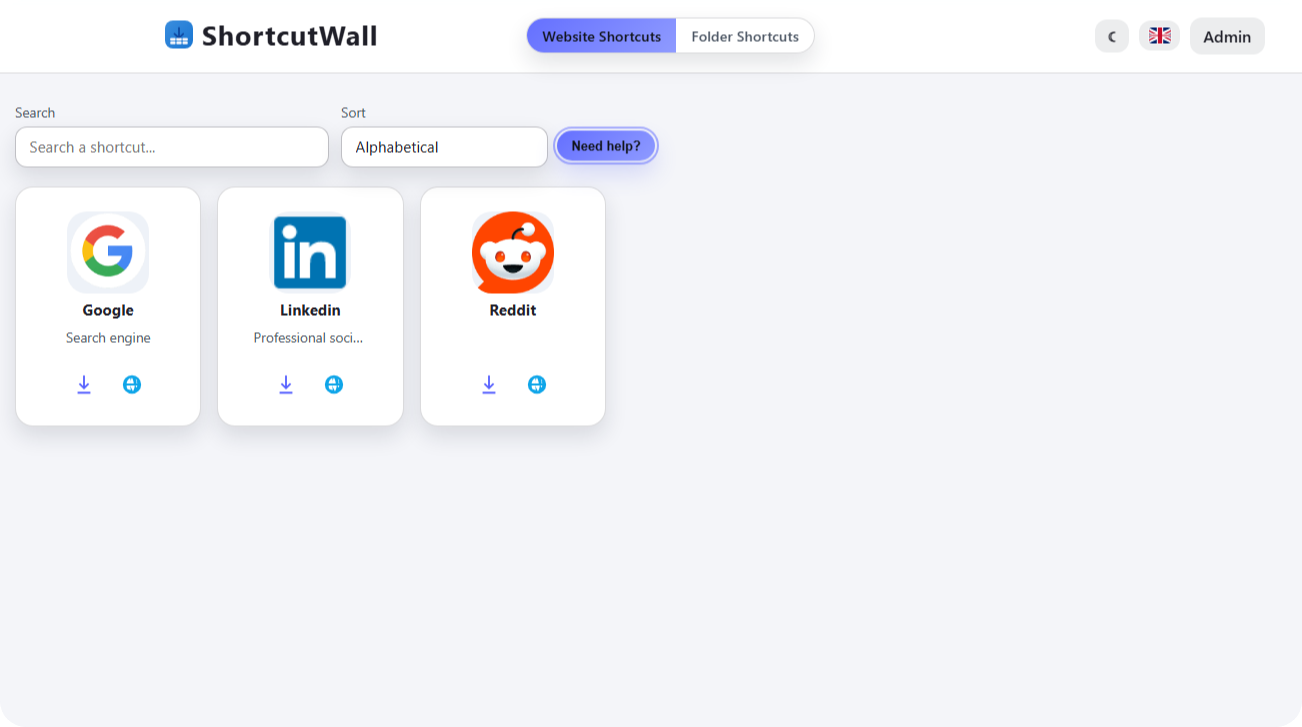 ShortcutWall
Website Shortcuts
Folder Shortcuts
Admin
Search
Sort
Search a shortcut...
Alphabetical
Need help?
in
Google
Linkedin
Reddit
Search engine
Professional soci...